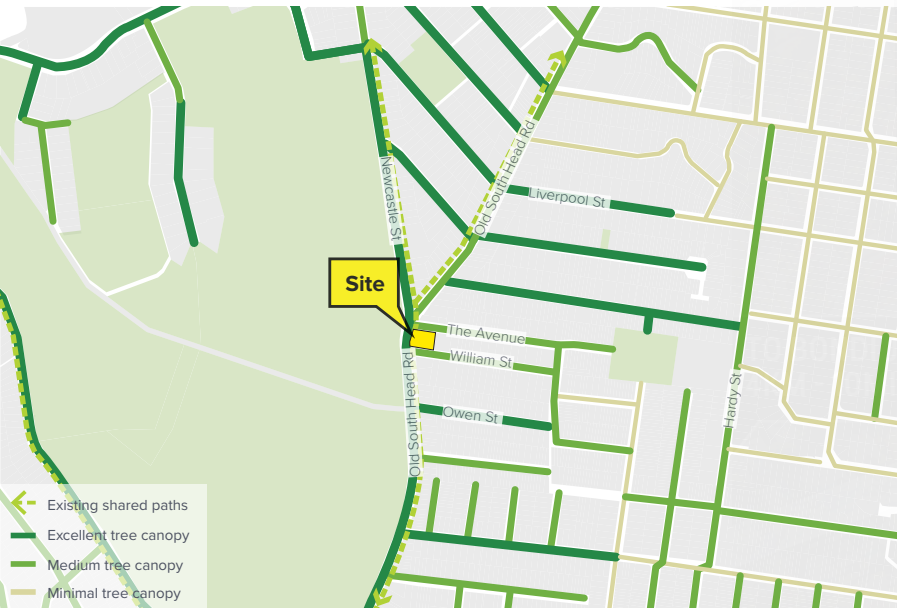 Newcastle St
Old South Head Rd
Liverpool St
Site
The Avenue
William St
Old South Head Rd
Owen St
Hardy St
Existing shared paths
Excellent tree canopy
Medium tree canopy
Minimal tree canopy